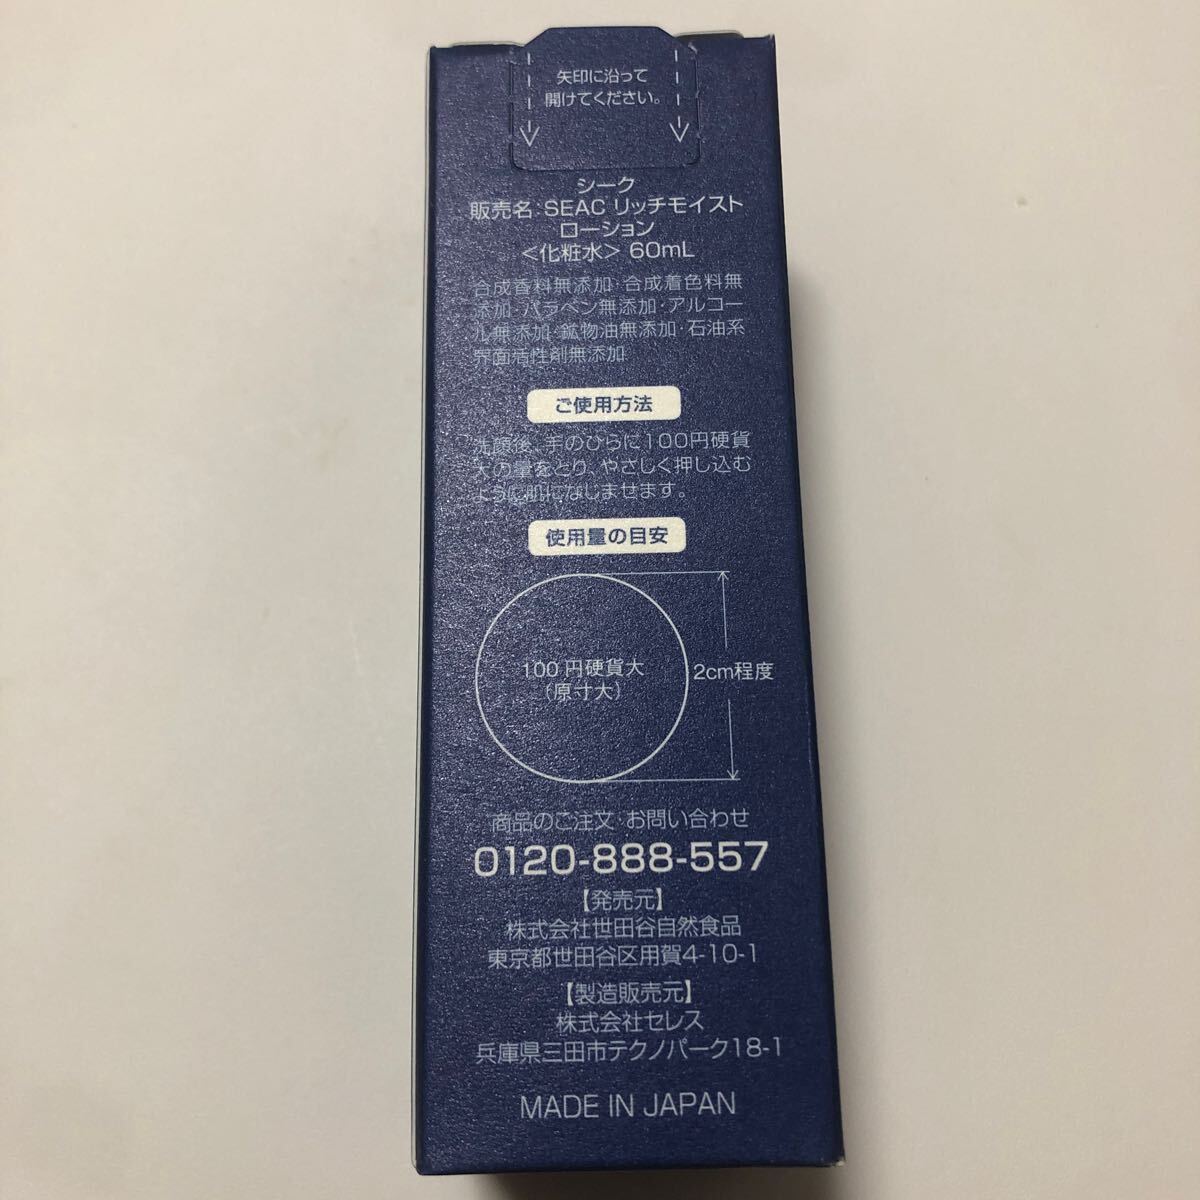 矢印に沿って
開けてください。
シーク
販売名:SEAC リッチモイスト
ローション
<化粧水> 60mL
合成香料無添加・合成着色料無
添加・パラベン無添加・アルコー
ル無添加・鉱物油無添加・石油系
界面活性剤無添加
ご使用方法
洗顔後、手のひらに100円硬貨
大の量をとり、やさしく押し込む
ように肌になじませます。
使用量の目安
100円硬貨大
(原寸大)
2cm程度
商品のご注文・お問い合わせ
0120-888-557
【発売元】
株式会社世田谷自然食品
東京都世田谷区用賀4-10-1
【製造販売元】
株式会社セレス
兵庫県三田市テクノパーク18-1
MADE IN JAPAN